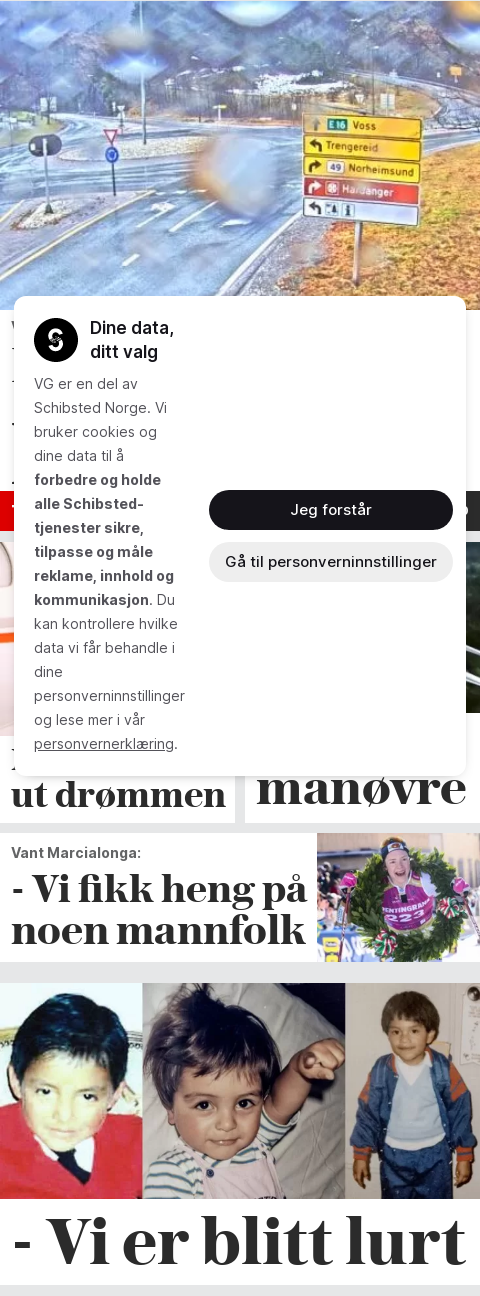 E16 Voss
Trengereid
49 Norheimsund
Hardanger
Dine data,
ditt valg
VG er en del av
Schibsted Norge. Vi
bruker cookies og
dine data til å
forbedre og holde
alle Schibsted-
tjenester sikre,
tilpasse og måle
reklame, innhold og
kommunikasjon. Du
kan kontrollere hvilke
data vi får behandle i
dine
personverninnstillinger
og lese mer i vår
personvernerklæring.
Jeg forstår
Gå til personverninnstillinger
ut drømmen
manøvre
Vant Marcialonga:
- Vi fikk heng på
noen mannfolk
223
- Vi er blitt lurt